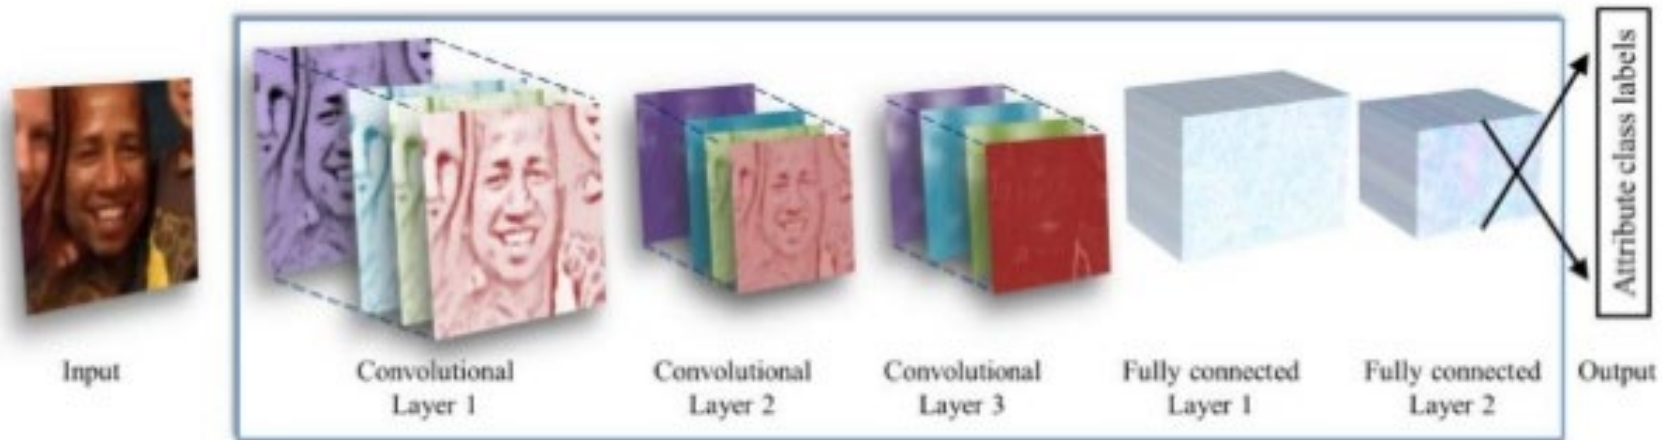 Attribute class labels
Input
Convolutional
Layer 1
Convolutional
Layer 2
Convolutional
Layer 3
Fully connected
Layer 1
Fully connected
Layer 2
Output